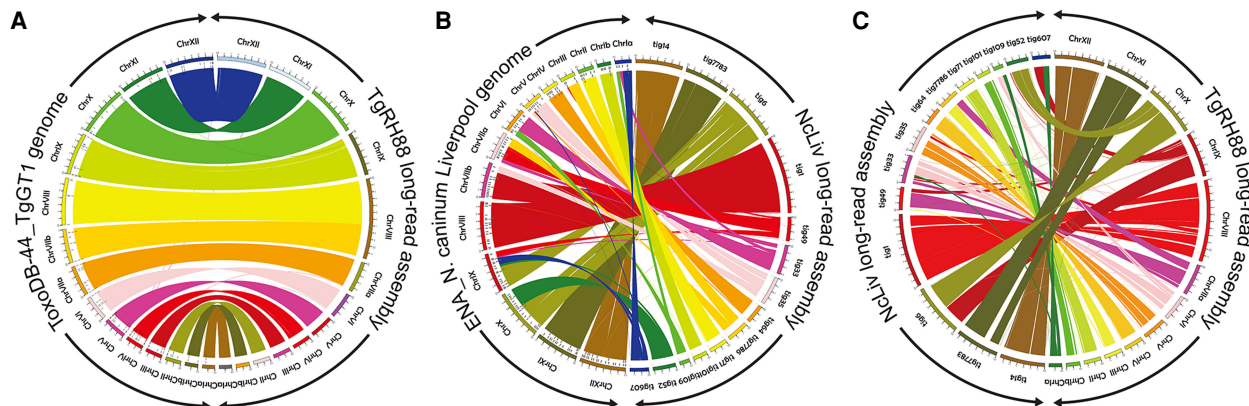 A
ToxoDB-44_TgGT1 genome
TgRH88 long-read assembly
ChrXII
ChrXI
ChrX
ChrIX
ChrVIII
ChrVIIb
ChrVIIa
ChrVI
ChrV
ChrIV
ChrIII
ChrII
ChrIb
ChrIa
ChrXII
ChrXI
ChrX
ChrIX
ChrVIII
ChrVIIa
ChrVI
ChrV
ChrIV
ChrIII
ChrII
ChrIb
ChrIa
B
ENA_N. caninum Liverpool genome
NcLiv long-read assembly
ChrIa
ChrIb
ChrII
ChrIII
ChrIV
ChrV
ChrVI
ChrVIIa
ChrVIIb
ChrVIII
ChrIX
ChrX
ChrXI
ChrXII
tig14
tig7783
tig6
tig1
tig49
tig33
tig35
tig64
tig7786
tig71
tig101
tig109
tig52
tig607
C
NcLiv long-read assembly
TgRH88 long-read assembly
tig607
tig52
tig109
tig101
tig71
tig7786
tig64
tig35
tig33
tig49
tig1
tig6
tig7783
tig14
ChrXII
ChrXI
ChrX
ChrIX
ChrVIII
ChrVIIa
ChrVI
ChrV
ChrIV
ChrIII
ChrII
ChrIb
ChrIa